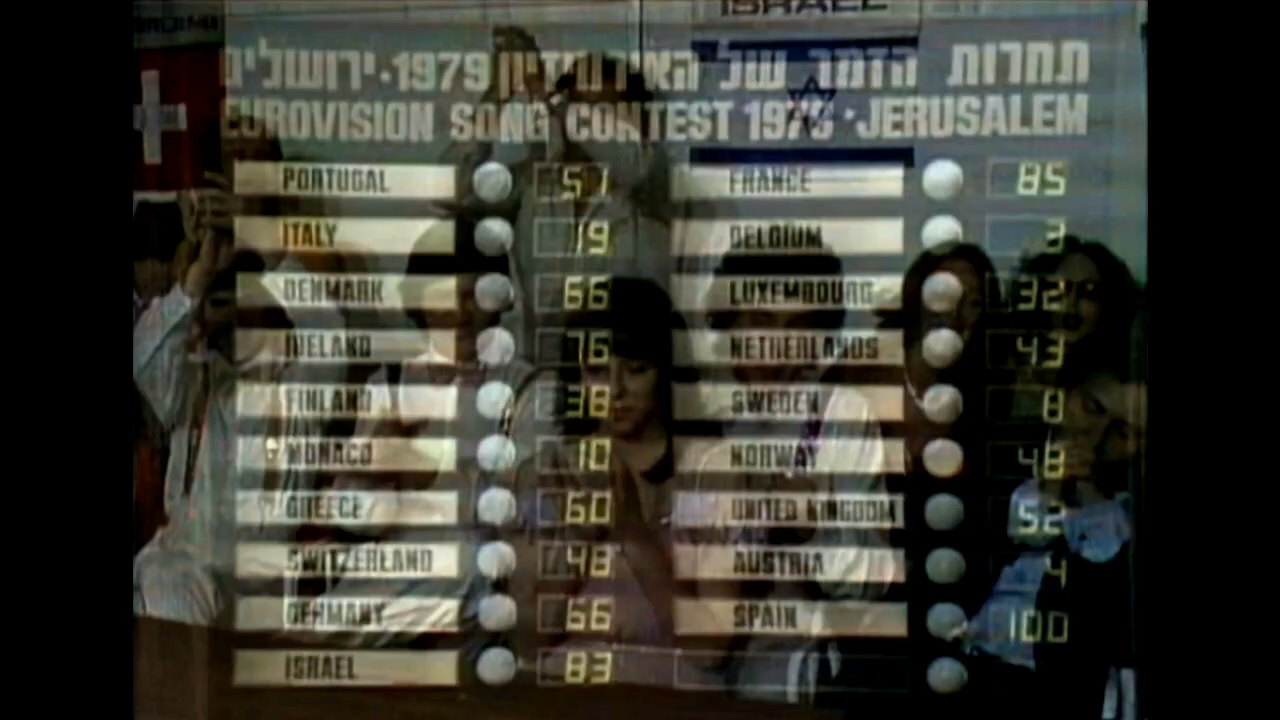 ISRAEL
תחרות הזמר של האירוויזיון 1979 · ירושלים
EUROVISION SONG CONTEST 1979 · JERUSALEM
PORTUGAL 51 FRANCE 85
ITALY 19 BELGIUM 3
DENMARK 66 LUXEMBOURG 32
IRELAND 76 NETHERLANDS 43
FINLAND 38 SWEDEN 8
MONACO 10 NORWAY 48
GREECE 60 UNITED KINGDOM 52
SWITZERLAND 48 AUSTRIA 4
GERMANY 66 SPAIN 100
ISRAEL 83